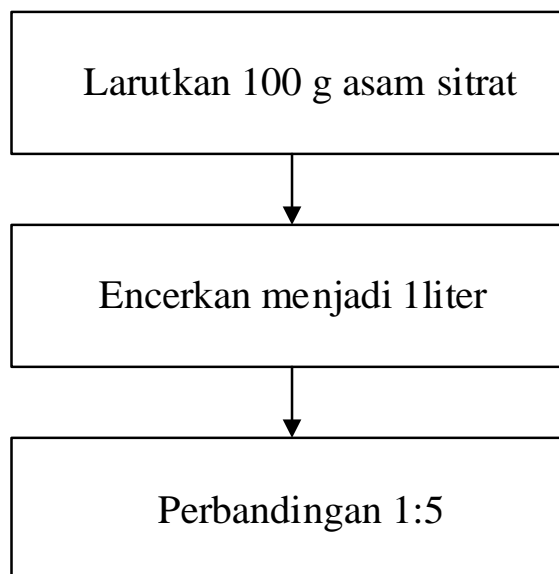 Larutkan 100 g asam sitrat
Encerkan menjadi 1liter
Perbandingan 1:5